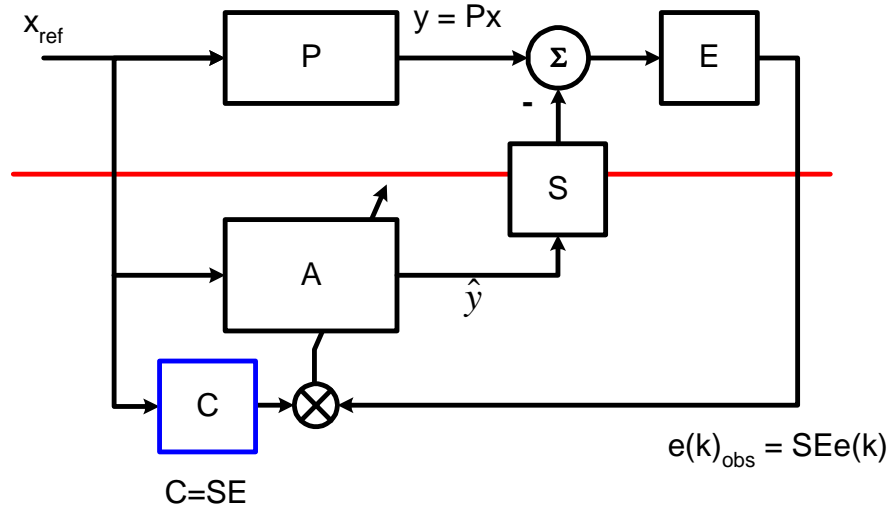 x_ref
y = Px
P
Σ
E
-
S
A
ŷ
C
e(k)_obs = SEe(k)
C=SE